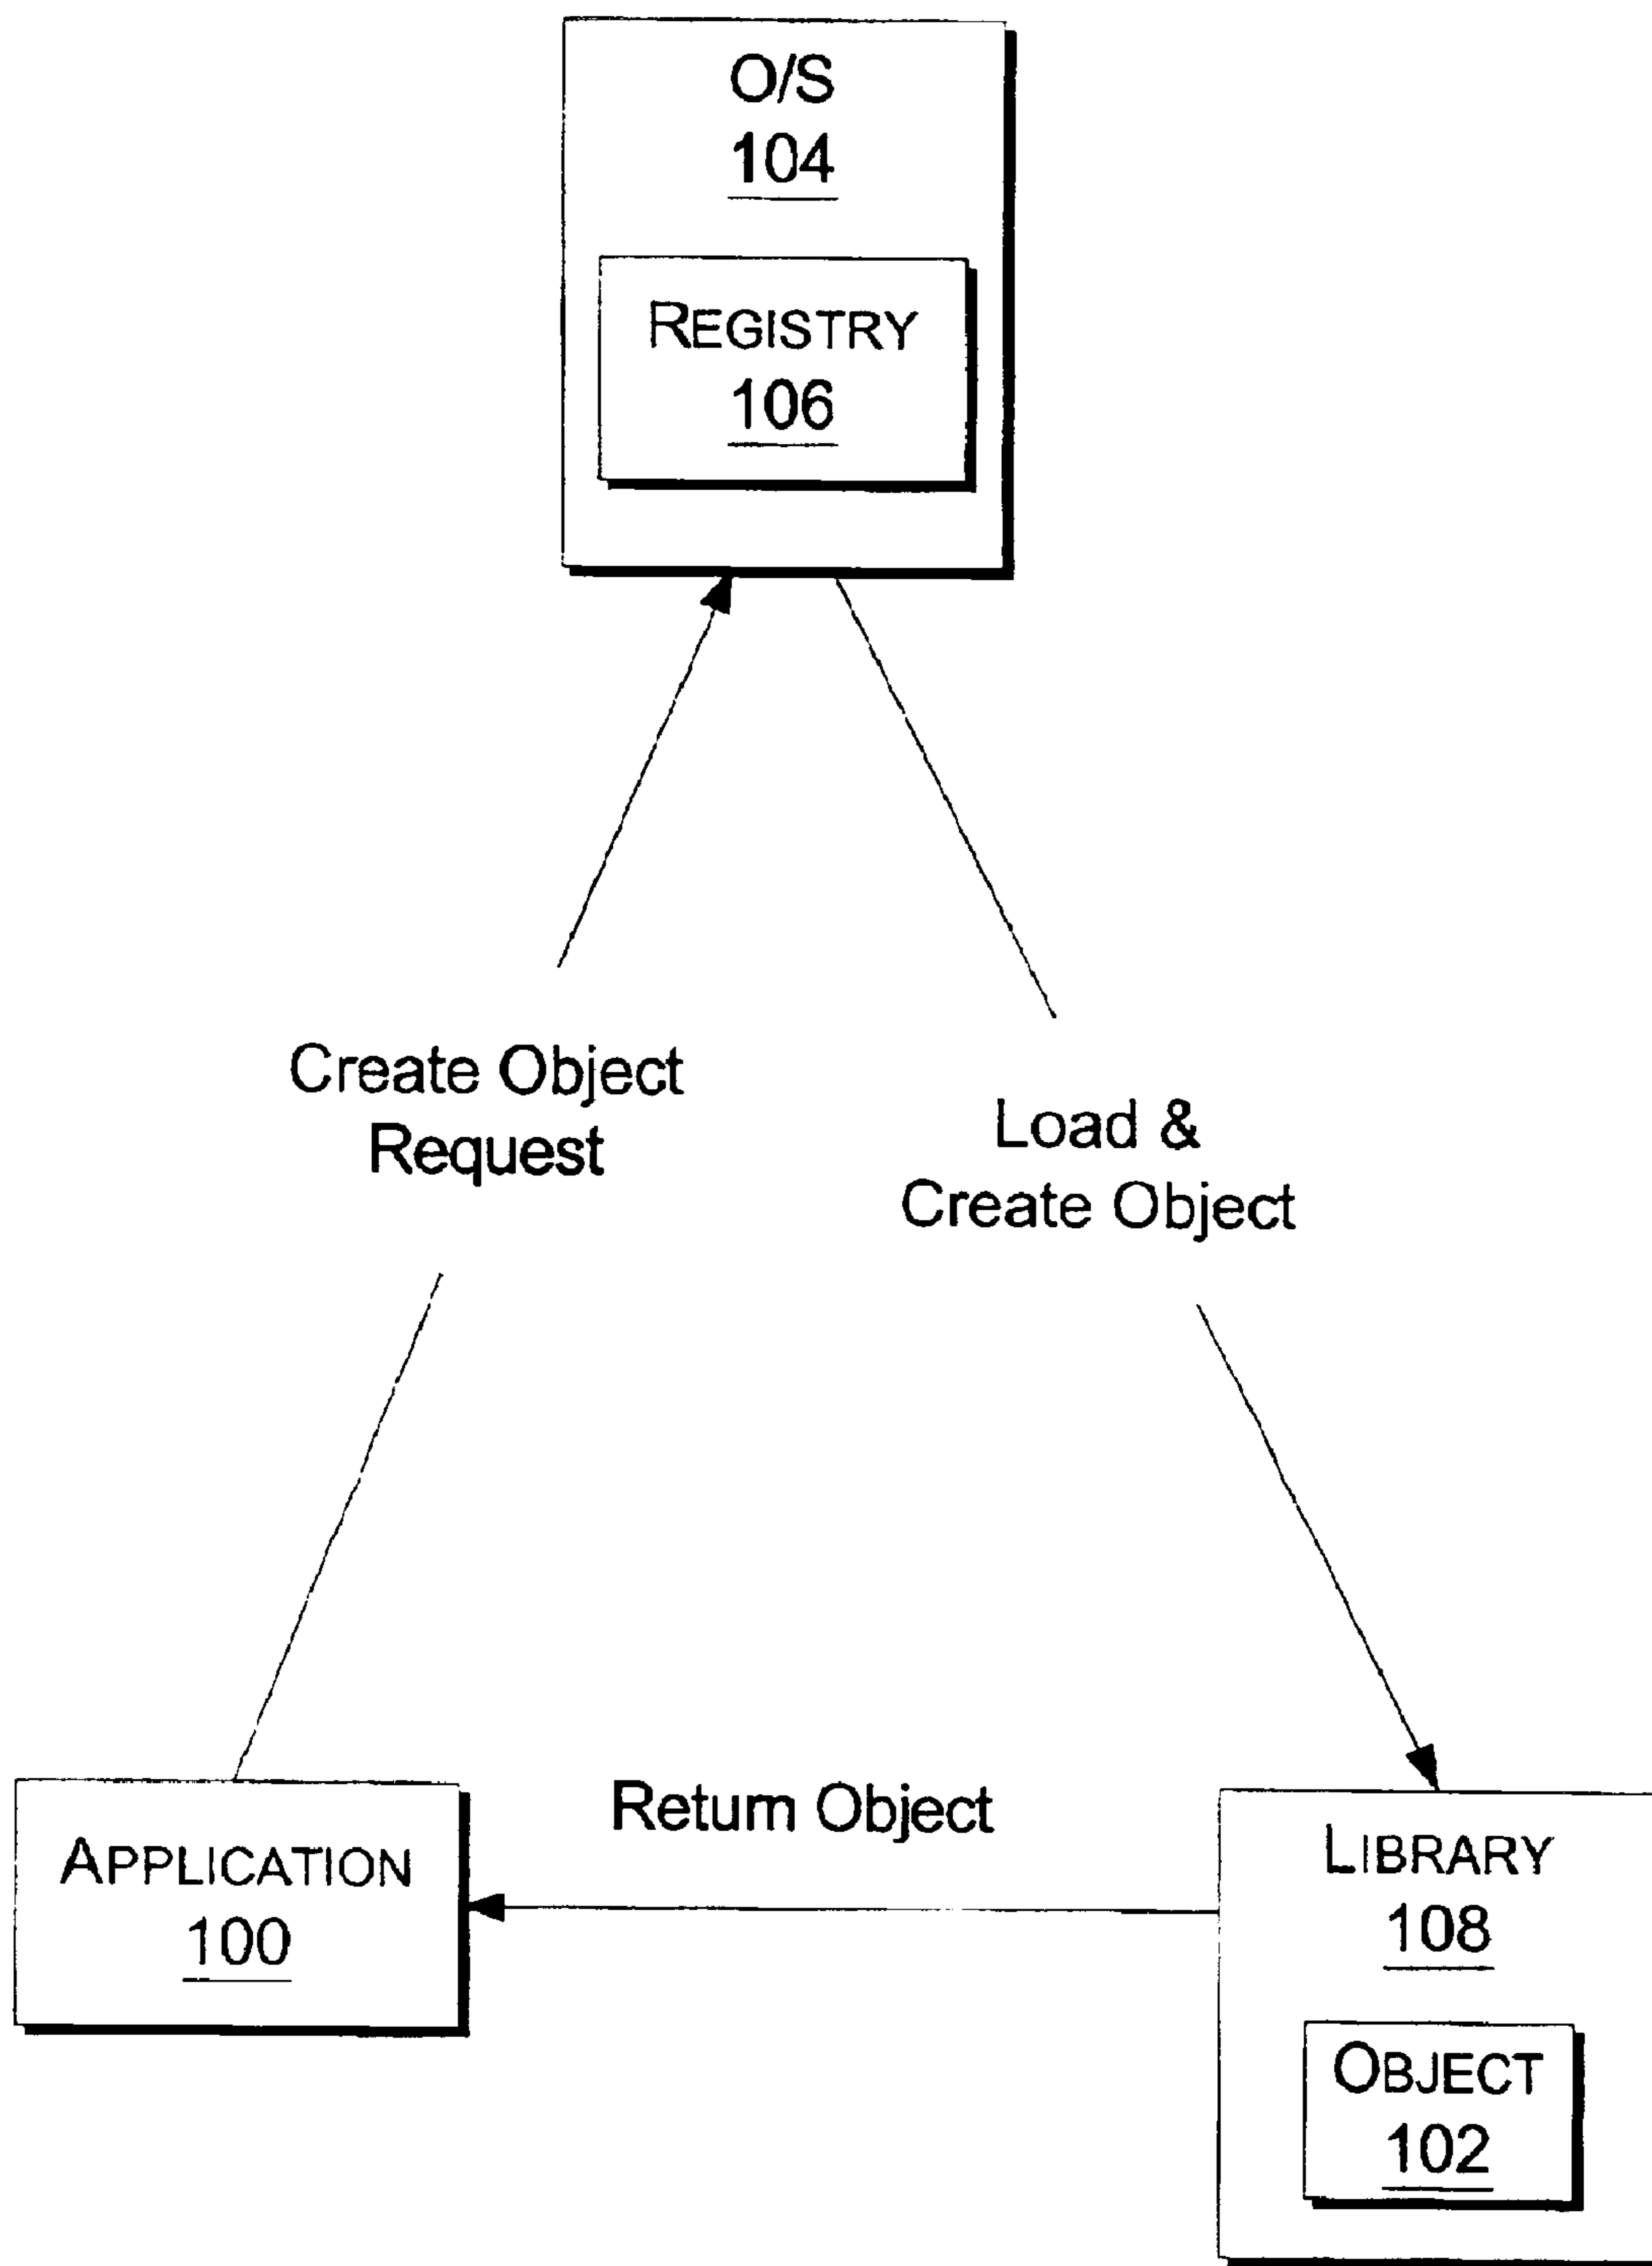 O/S
104
REGISTRY
106
Create Object
Request
Load &
Create Object
Return Object
APPLICATION
100
LIBRARY
108
OBJECT
102